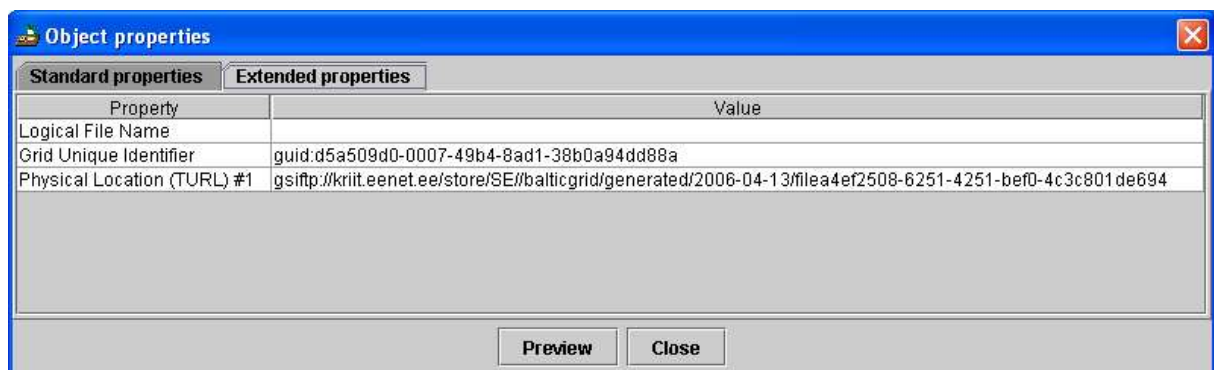 Object properties
Standard properties Extended properties
Property Value
Logical File Name
Grid Unique Identifier guid:d5a509d0-0007-49b4-8ad1-38b0a94dd88a
Physical Location (TURL) #1 gsiftp://kriit.eenet.ee/store/SE//balticgrid/generated/2006-04-13/filea4ef2508-6251-4251-bef0-4c3c801de694
Preview Close